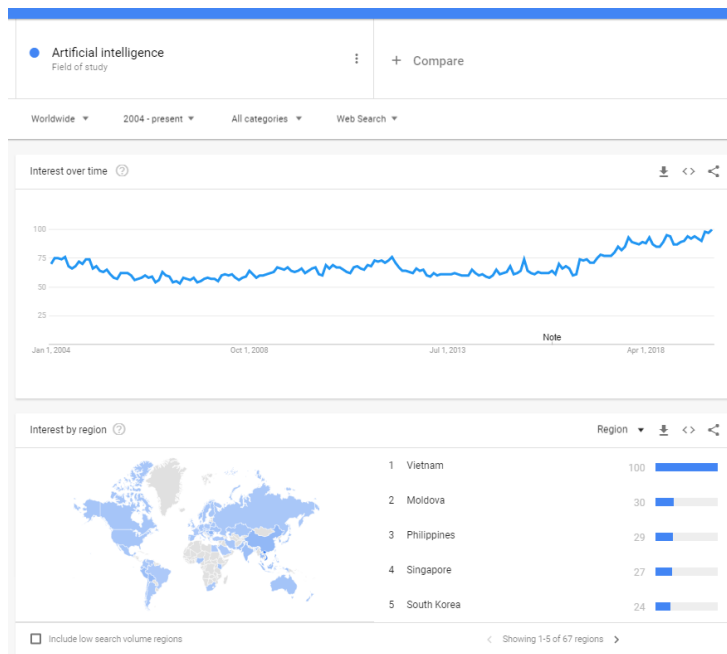 Artificial intelligence
Field of study
+ Compare
Worldwide
2004 - present
All categories
Web Search
Interest over time
100
75
50
25
Jan 1, 2004
Oct 1, 2008
Jul 1, 2013
Note
Apr 1, 2018
Interest by region
Region
1 Vietnam 100
2 Moldova 30
3 Philippines 29
4 Singapore 27
5 South Korea 24
Include low search volume regions
Showing 1-5 of 67 regions